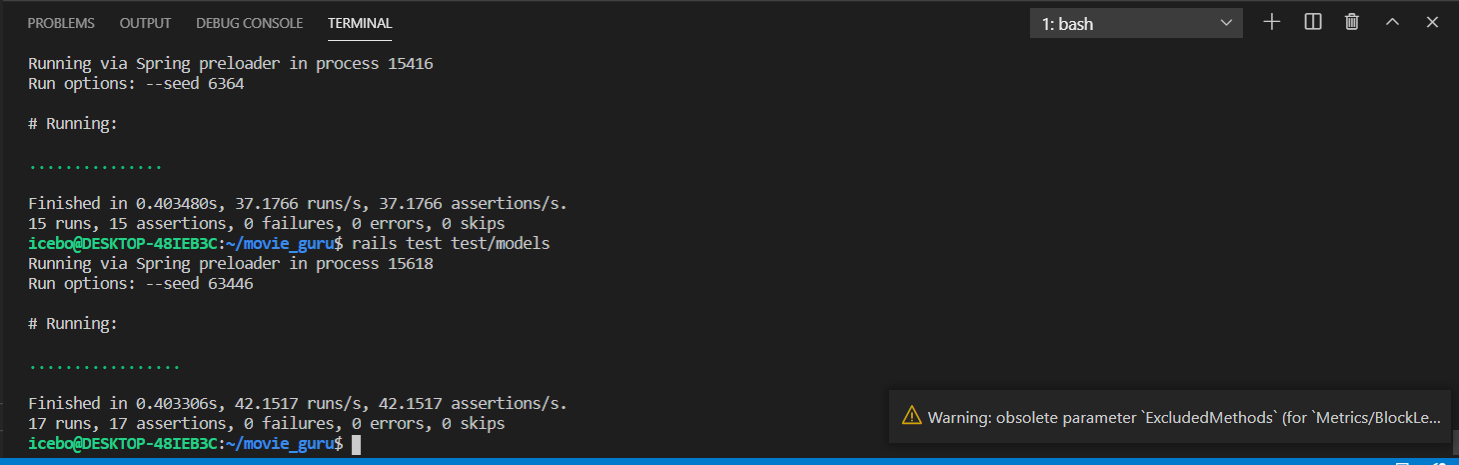 PROBLEMS OUTPUT DEBUG CONSOLE TERMINAL 1: bash
Running via Spring preloader in process 15416
Run options: --seed 6364
# Running:
...............
Finished in 0.403480s, 37.1766 runs/s, 37.1766 assertions/s.
15 runs, 15 assertions, 0 failures, 0 errors, 0 skips
icebo@DESKTOP-48IEB3C:~/movie_guru$ rails test test/models
Running via Spring preloader in process 15618
Run options: --seed 63446
# Running:
.................
Finished in 0.403306s, 42.1517 runs/s, 42.1517 assertions/s.
17 runs, 17 assertions, 0 failures, 0 errors, 0 skips
icebo@DESKTOP-48IEB3C:~/movie_guru$
Warning: obsolete parameter `ExcludedMethods` (for `Metrics/BlockLe...